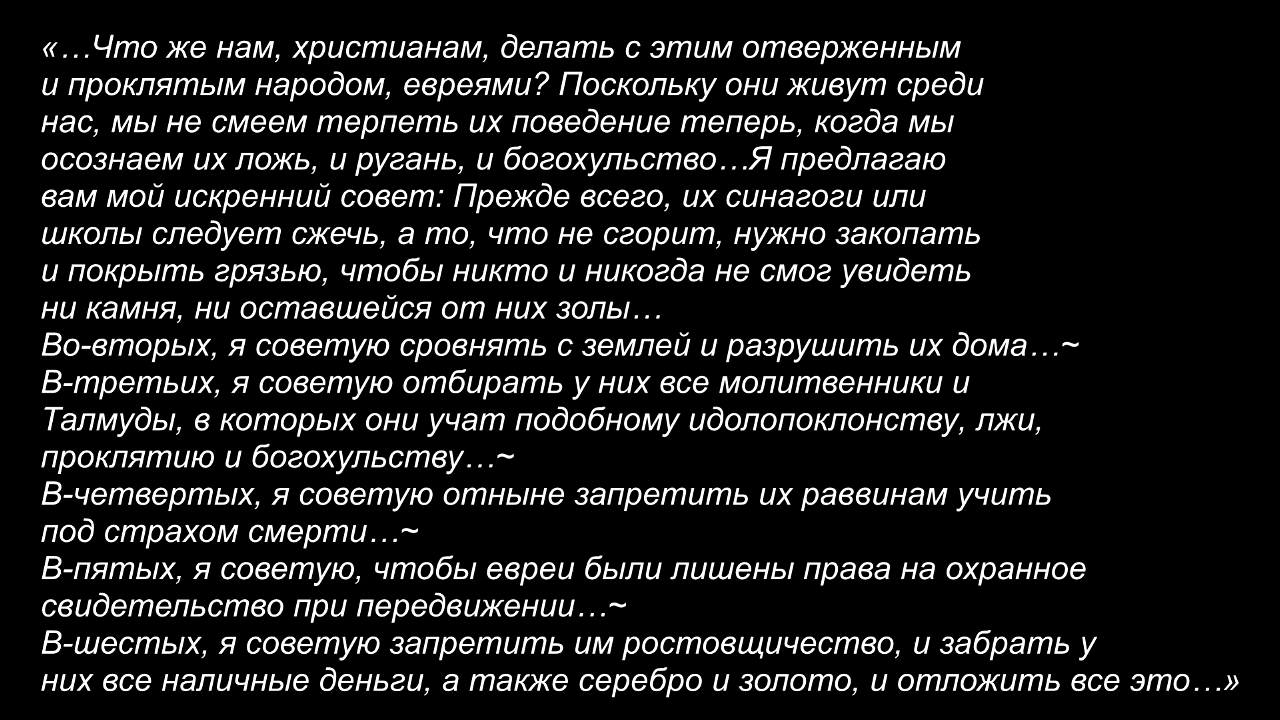 «…Что же нам, христианам, делать с этим отверженным
и проклятым народом, евреями? Поскольку они живут среди
нас, мы не смеем терпеть их поведение теперь, когда мы
осознаем их ложь, и ругань, и богохульство…Я предлагаю
вам мой искренний совет: Прежде всего, их синагоги или
школы следует сжечь, а то, что не сгорит, нужно закопать
и покрыть грязью, чтобы никто и никогда не смог увидеть
ни камня, ни оставшейся от них золы…
Во-вторых, я советую сровнять с землей и разрушить их дома…~
В-третьих, я советую отбирать у них все молитвенники и
Талмуды, в которых они учат подобному идолопоклонству, лжи,
проклятию и богохульству…~
В-четвертых, я советую отныне запретить их раввинам учить
под страхом смерти…~
В-пятых, я советую, чтобы евреи были лишены права на охранное
свидетельство при передвижении…~
В-шестых, я советую запретить им ростовщичество, и забрать у
них все наличные деньги, а также серебро и золото, и отложить все это…»